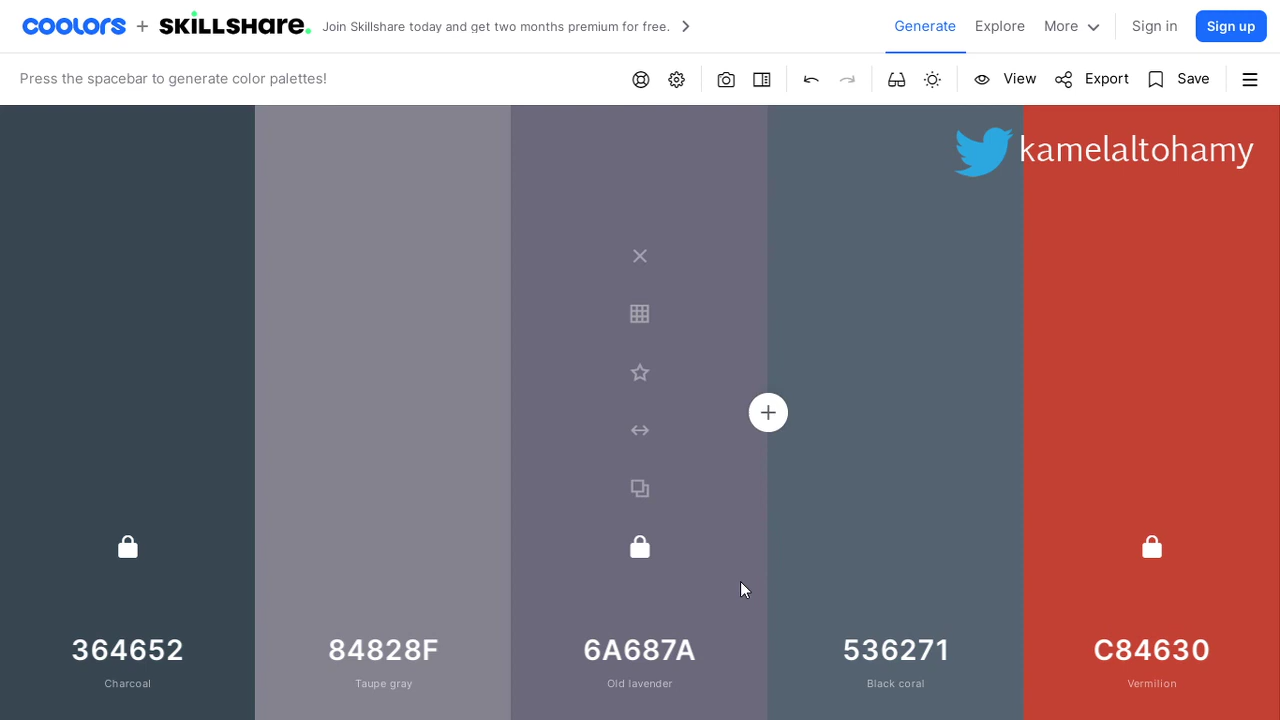 coolors + SKILLSHARE. Join Skillshare today and get two months premium for free. Generate Explore More Sign in Sign up
Press the spacebar to generate color palettes! View Export Save
kamelaltohamy
364652 84828F 6A687A 536271 C84630
Charcoal Taupe gray Old lavender Black coral Vermilion